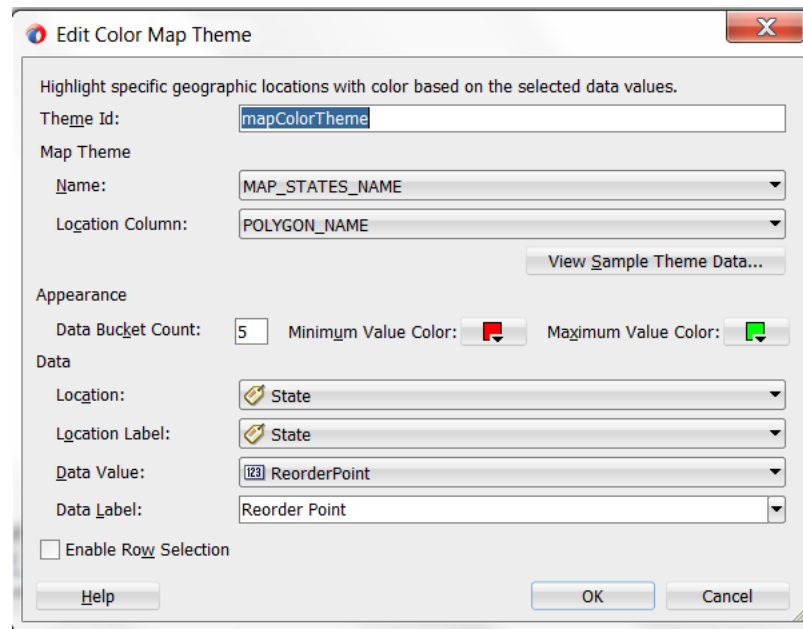 Edit Color Map Theme
X
Highlight specific geographic locations with color based on the selected data values.
Theme Id: mapColorTheme
Map Theme
Name: MAP_STATES_NAME
Location Column: POLYGON_NAME
View Sample Theme Data...
Appearance
Data Bucket Count: 5 Minimum Value Color: Maximum Value Color:
Data
Location: State
Location Label: State
Data Value: 123 ReorderPoint
Data Label: Reorder Point
Enable Row Selection
Help OK Cancel